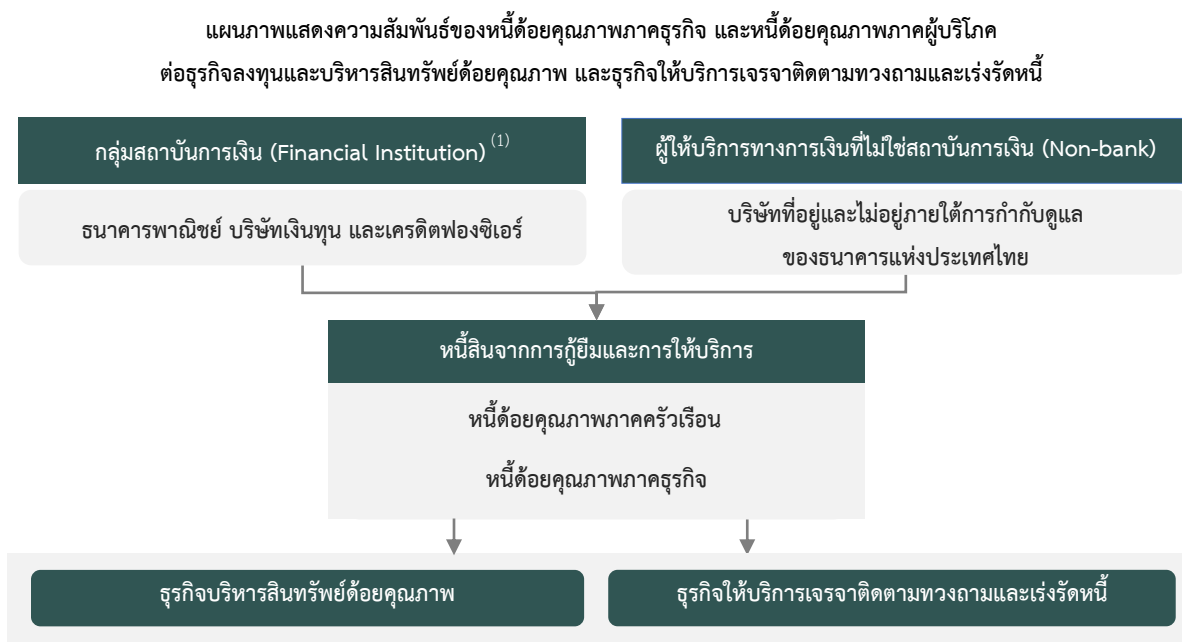 แผนภาพแสดงความสัมพันธ์ของหนี้ด้อยคุณภาพภาคธุรกิจ และหนี้ด้อยคุณภาพภาคผู้บริโภค
ต่อธุรกิจลงทุนและบริหารสินทรัพย์ด้อยคุณภาพ และธุรกิจให้บริการเจรจาติดตามทวงถามและเร่งรัดหนี้
กลุ่มสถาบันการเงิน (Financial Institution) (1)
ธนาคารพาณิชย์ บริษัทเงินทุน และเครดิตฟองซิเอร์
ผู้ให้บริการทางการเงินที่ไม่ใช่สถาบันการเงิน (Non-bank)
บริษัทที่อยู่และไม่อยู่ภายใต้การกำกับดูแล
ของธนาคารแห่งประเทศไทย
หนี้สินจากการกู้ยืมและการให้บริการ
หนี้ด้อยคุณภาพภาคครัวเรือน
หนี้ด้อยคุณภาพภาคธุรกิจ
ธุรกิจบริหารสินทรัพย์ด้อยคุณภาพ
ธุรกิจให้บริการเจรจาติดตามทวงถามและเร่งรัดหนี้